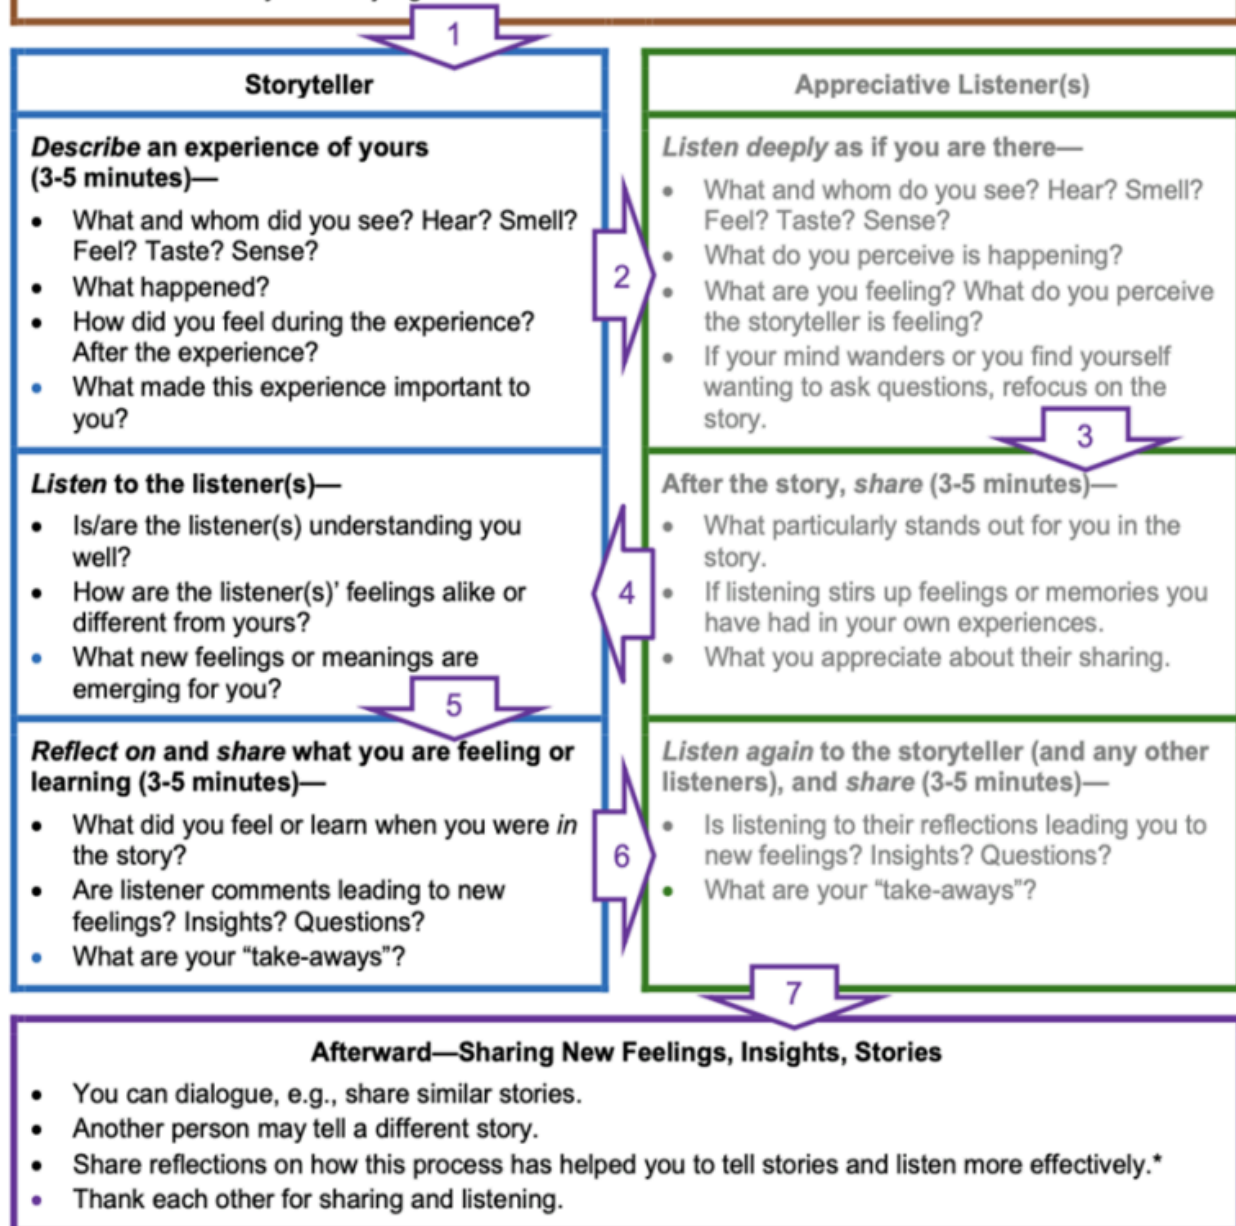 1
Storyteller
Describe an experience of yours
(3-5 minutes)—
• What and whom did you see? Hear? Smell?
Feel? Taste? Sense?
• What happened?
• How did you feel during the experience?
After the experience?
• What made this experience important to
you?
2
Appreciative Listener(s)
Listen deeply as if you are there—
• What and whom do you see? Hear? Smell?
Feel? Taste? Sense?
• What do you perceive is happening?
• What are you feeling? What do you perceive
the storyteller is feeling?
• If your mind wanders or you find yourself
wanting to ask questions, refocus on the
story.
3
After the story, share (3-5 minutes)—
• What particularly stands out for you in the
story.
• If listening stirs up feelings or memories you
have had in your own experiences.
• What you appreciate about their sharing.
4
Listen to the listener(s)—
• Is/are the listener(s) understanding you
well?
• How are the listener(s)’ feelings alike or
different from yours?
• What new feelings or meanings are
emerging for you?
5
Reflect on and share what you are feeling or
learning (3-5 minutes)—
• What did you feel or learn when you were in
the story?
• Are listener comments leading to new
feelings? Insights? Questions?
• What are your “take-aways”?
6
Listen again to the storyteller (and any other
listeners), and share (3-5 minutes)—
• Is listening to their reflections leading you to
new feelings? Insights? Questions?
• What are your “take-aways”?
7
Afterward—Sharing New Feelings, Insights, Stories
• You can dialogue, e.g., share similar stories.
• Another person may tell a different story.
• Share reflections on how this process has helped you to tell stories and listen more effectively.*
• Thank each other for sharing and listening.